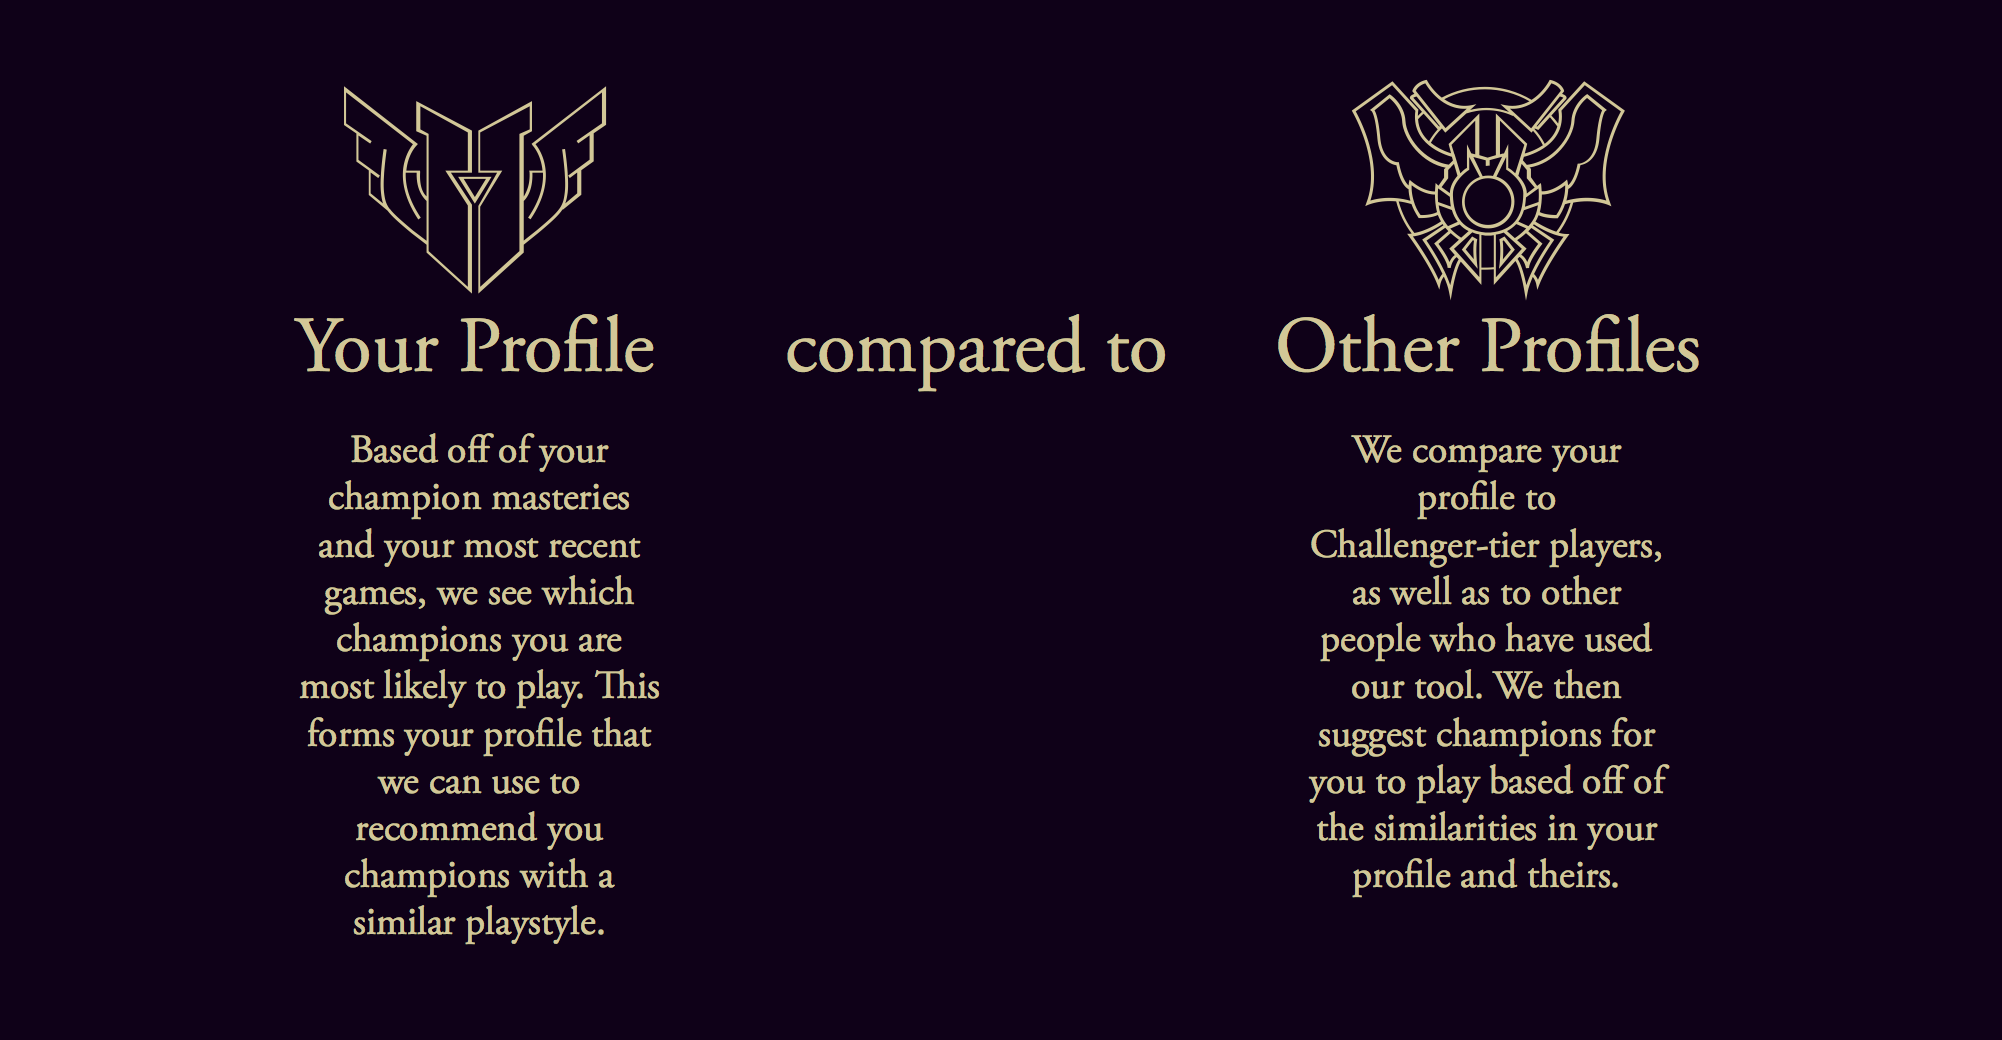 Your Profile
compared to
Other Profiles
Based off of your
champion masteries
and your most recent
games, we see which
champions you are
most likely to play. This
forms your profile that
we can use to
recommend you
champions with a
similar playstyle.
We compare your
profile to
Challenger-tier players,
as well as to other
people who have used
our tool. We then
suggest champions for
you to play based off of
the similarities in your
profile and theirs.